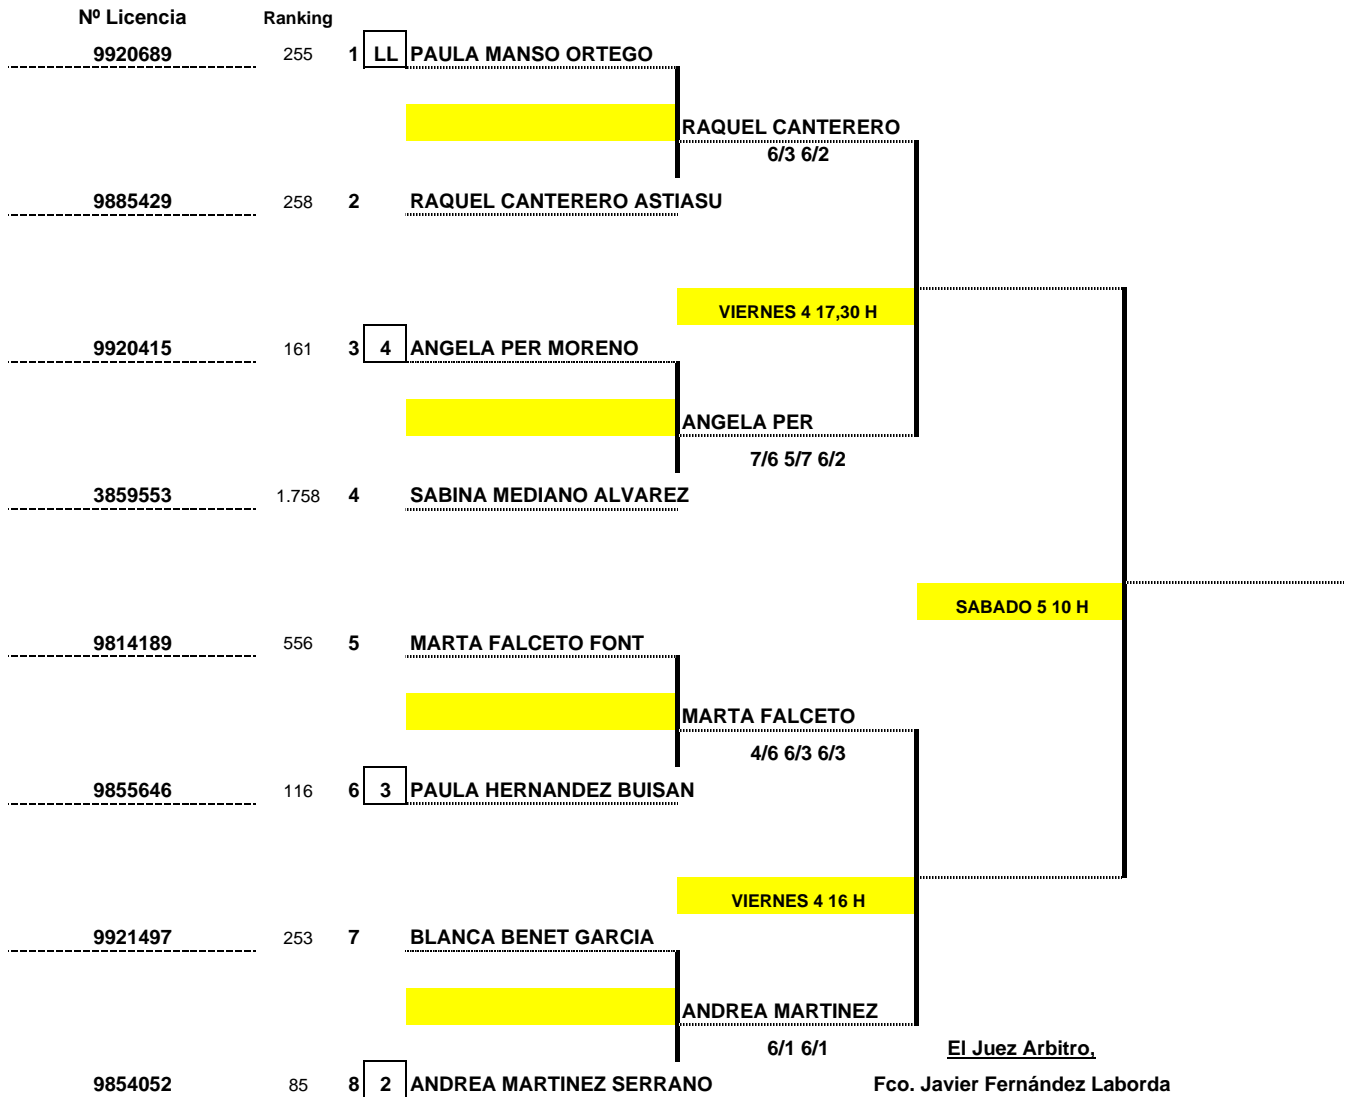 Nº Licencia Ranking
9920689 255 1 LL PAULA MANSO ORTEGO
RAQUEL CANTERERO
6/3 6/2
9885429 258 2 RAQUEL CANTERERO ASTIASU
VIERNES 4 17,30 H
9920415 161 3 4 ANGELA PER MORENO
ANGELA PER
7/6 5/7 6/2
3859553 1.758 4 SABINA MEDIANO ALVAREZ
SABADO 5 10 H
9814189 556 5 MARTA FALCETO FONT
MARTA FALCETO
4/6 6/3 6/3
9855646 116 6 3 PAULA HERNANDEZ BUISAN
VIERNES 4 16 H
9921497 253 7 BLANCA BENET GARCIA
ANDREA MARTINEZ
6/1 6/1 El Juez Arbitro,
9854052 85 8 2 ANDREA MARTINEZ SERRANO Fco. Javier Fernández Laborda